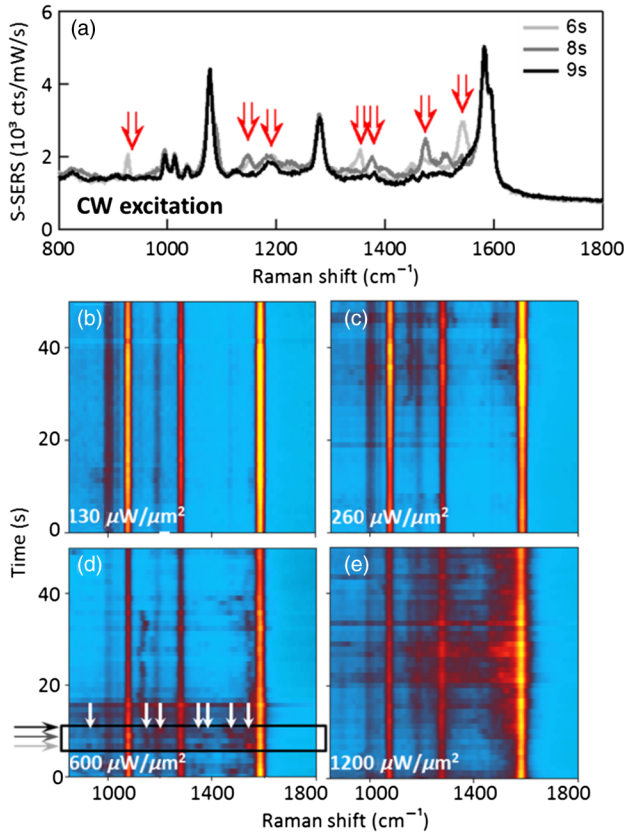 (a)
6s
8s
9s
S-SERS (10³ cts/mW/s)
6
4
2
0
CW excitation
800 1000 1200 1400 1600 1800
Raman shift (cm⁻¹)
(b)
(c)
40
20
0
130 μW/μm²
260 μW/μm²
Time (s)
(d)
(e)
40
20
0
600 μW/μm²
1200 μW/μm²
1000 1400 1800
1000 1400 1800
Raman shift (cm⁻¹)